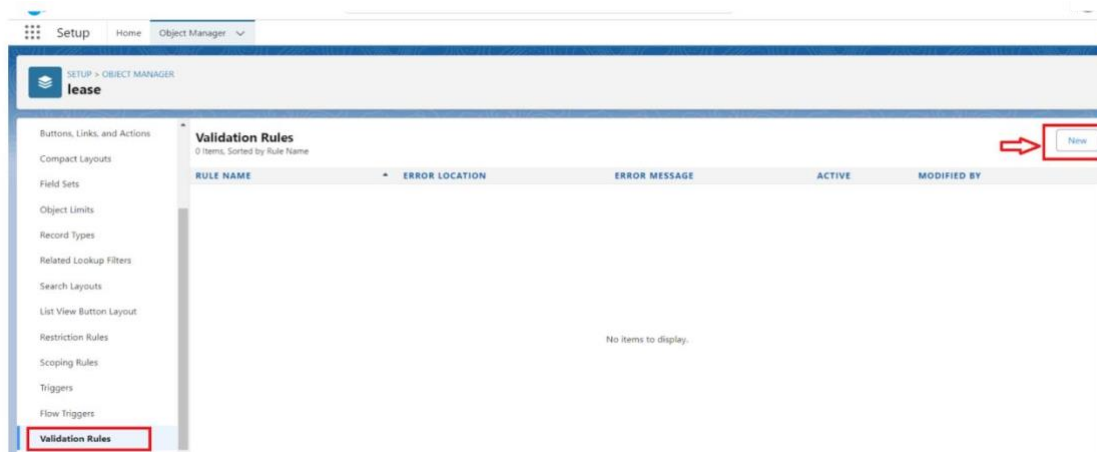 Setup Home Object Manager
SETUP > OBJECT MANAGER
lease
Buttons, Links, and Actions
Compact Layouts
Field Sets
Object Limits
Record Types
Related Lookup Filters
Search Layouts
List View Button Layout
Restriction Rules
Scoping Rules
Triggers
Flow Triggers
Validation Rules
Validation Rules
0 Items, Sorted by Rule Name
New
RULE NAME ERROR LOCATION ERROR MESSAGE ACTIVE MODIFIED BY
No items to display.